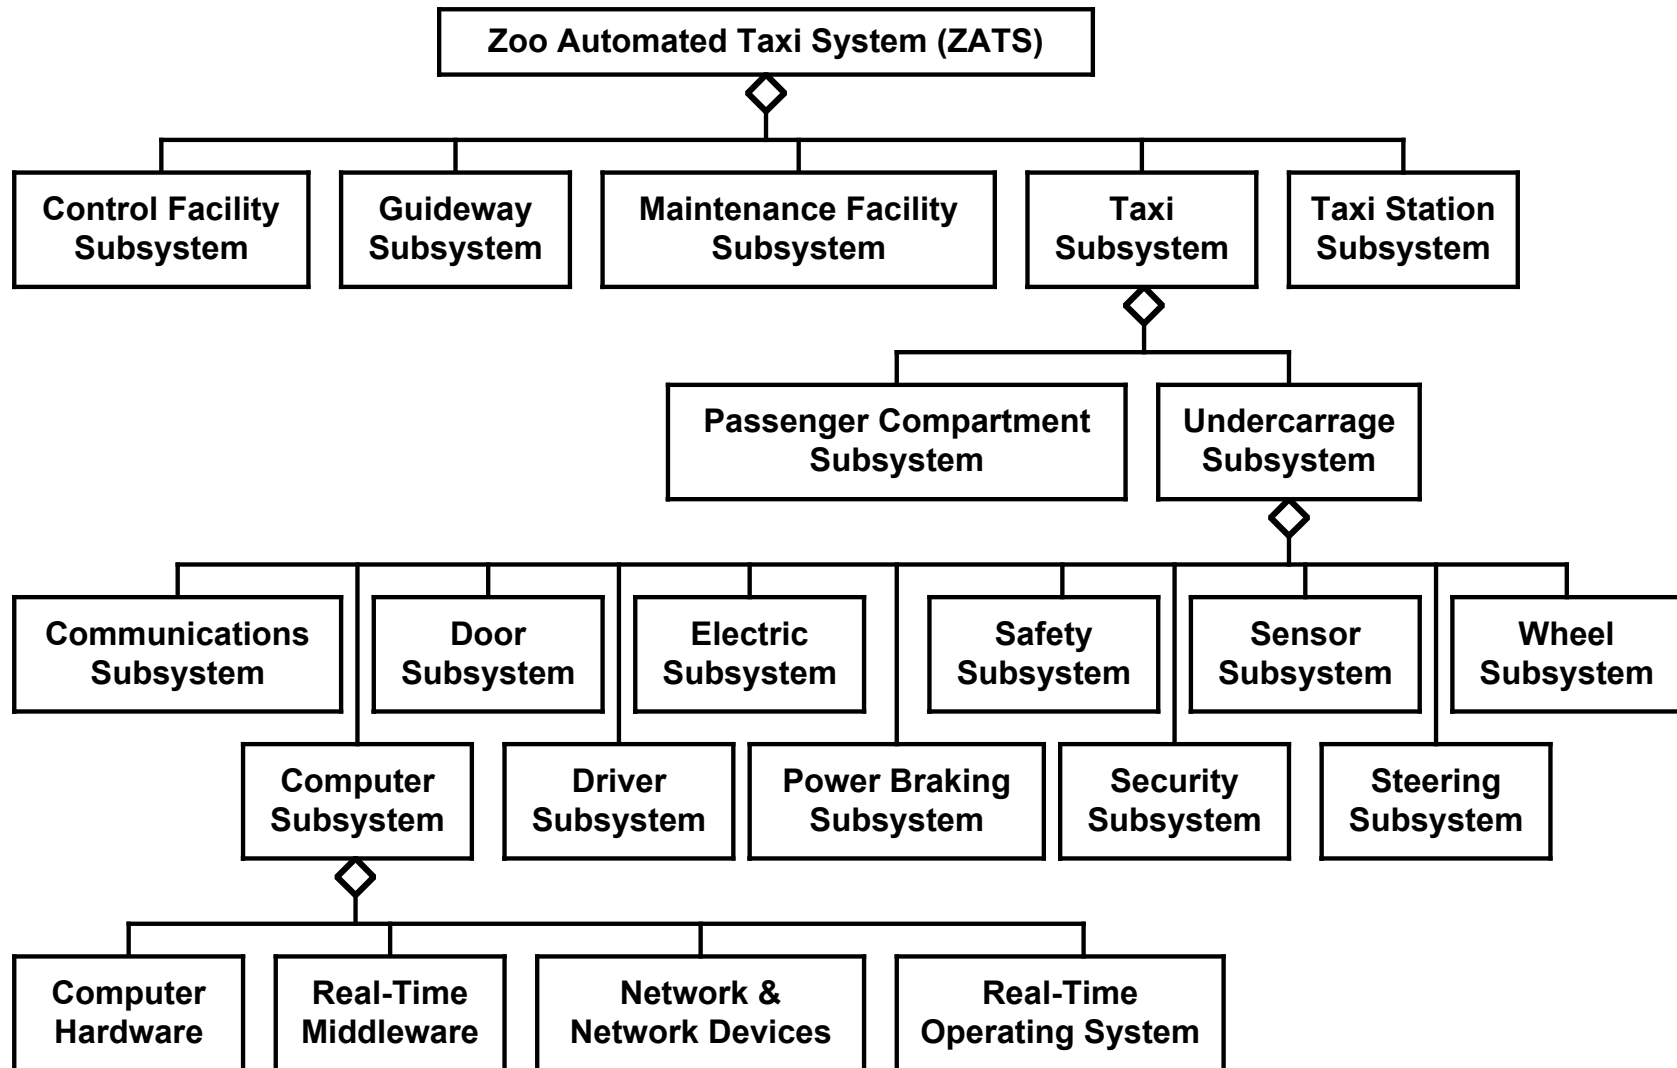 Zoo Automated Taxi System (ZATS)
Control Facility
Subsystem
Guideway
Subsystem
Maintenance Facility
Subsystem
Taxi
Subsystem
Taxi Station
Subsystem
Passenger Compartment
Subsystem
Undercarrage
Subsystem
Communications
Subsystem
Door
Subsystem
Electric
Subsystem
Safety
Subsystem
Sensor
Subsystem
Wheel
Subsystem
Computer
Subsystem
Driver
Subsystem
Power Braking
Subsystem
Security
Subsystem
Steering
Subsystem
Computer
Hardware
Real-Time
Middleware
Network &
Network Devices
Real-Time
Operating System